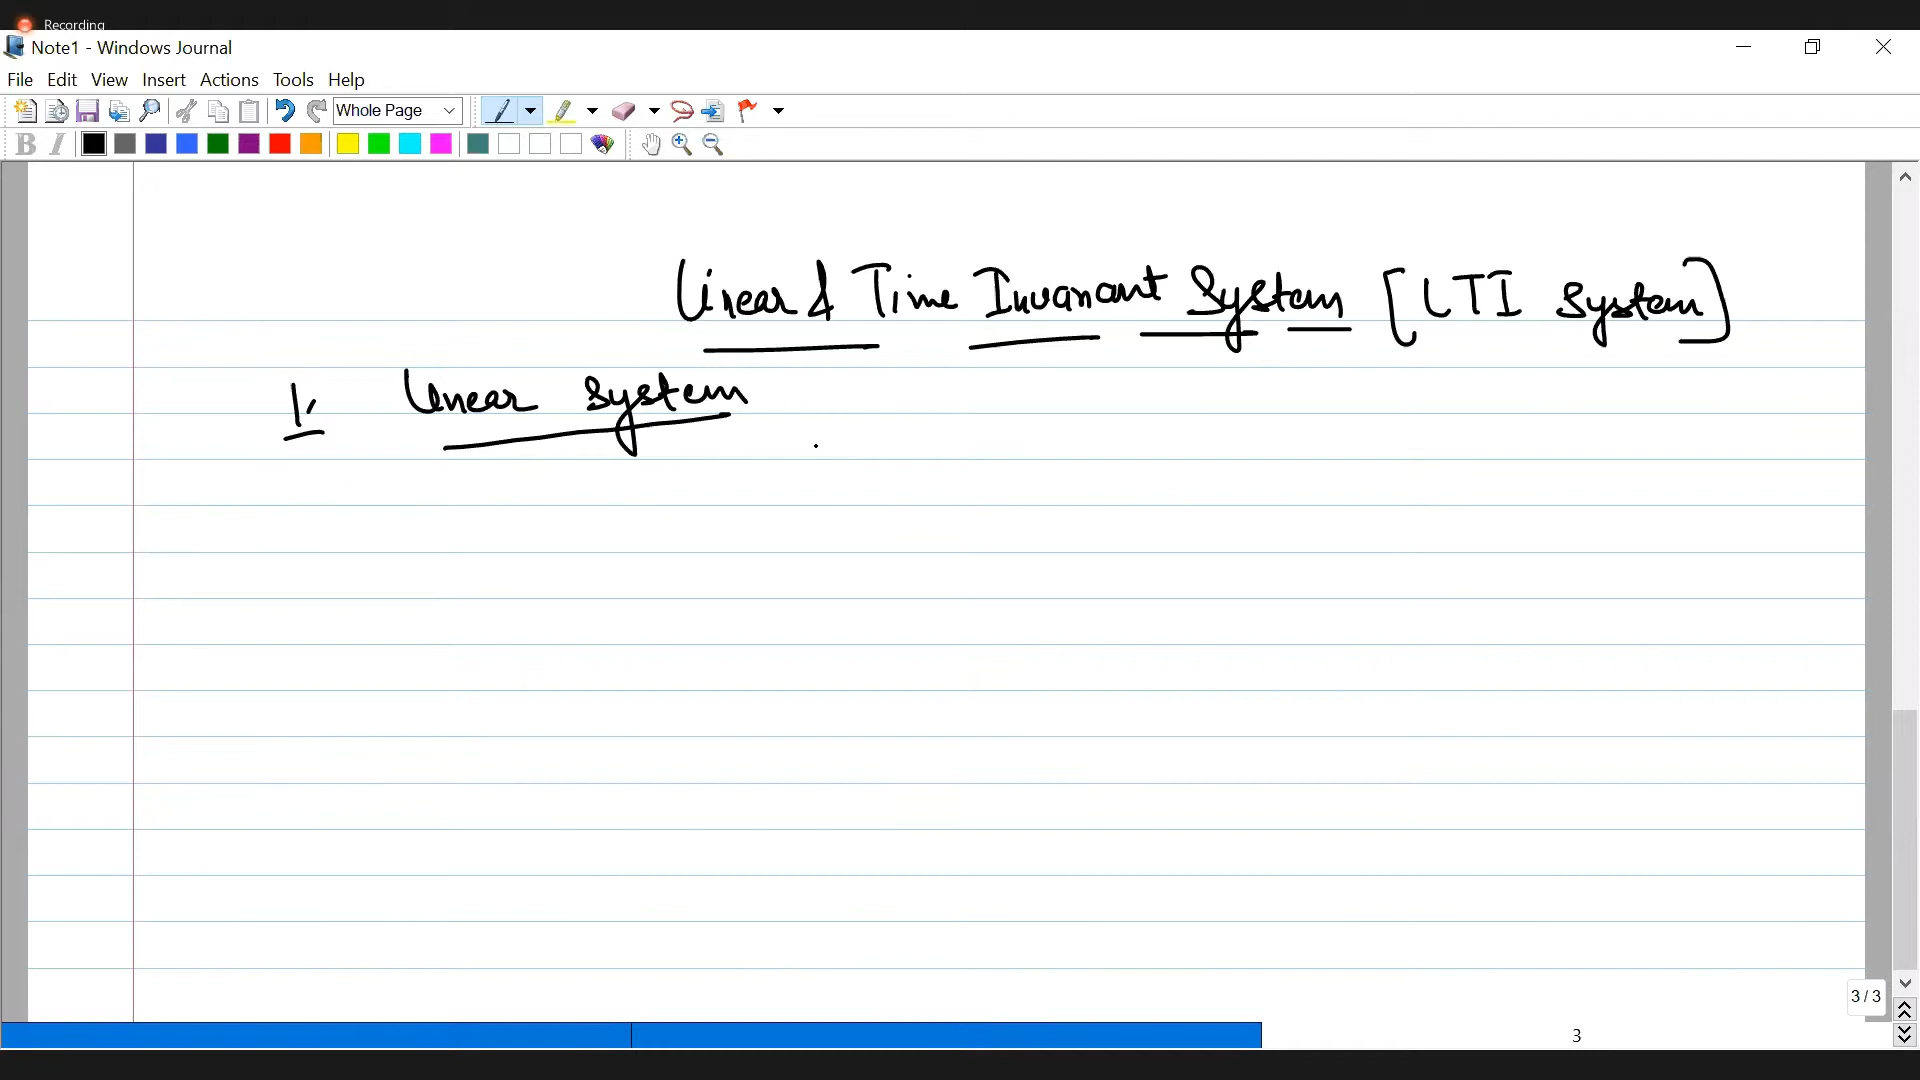 Recording
Note1 - Windows Journal
File Edit View Insert Actions Tools Help
Whole Page
B I
Linear & Time Invariant System [LTI System]
1. Linear System
3 / 3
3